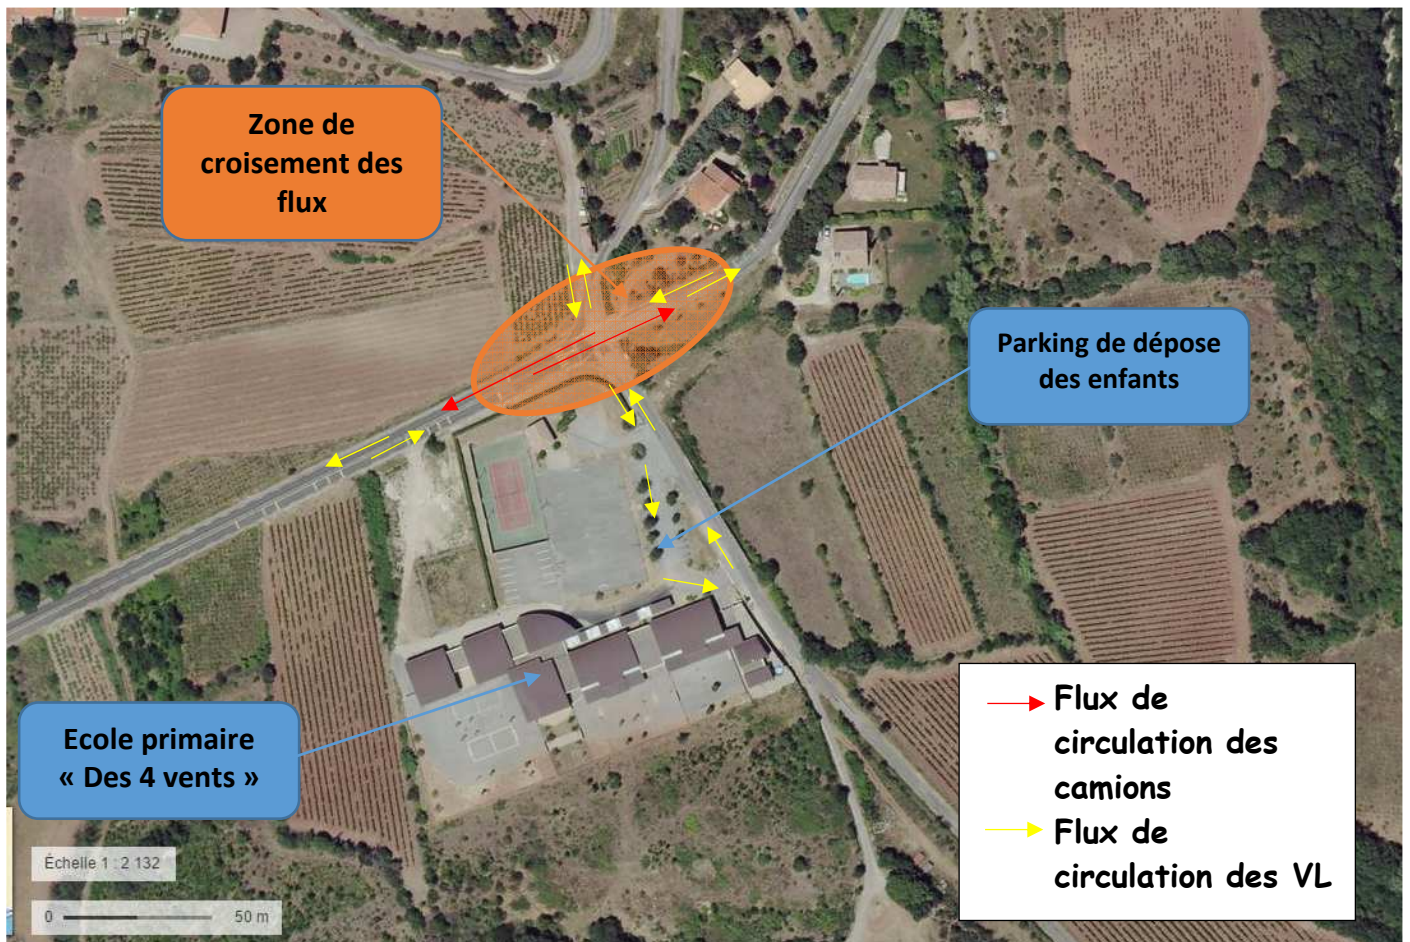 Zone de
croisement des
flux
Parking de dépose
des enfants
Ecole primaire
« Des 4 vents »
Flux de
circulation des
camions
Flux de
circulation des VL
Échelle 1 : 2 132
0 50 m